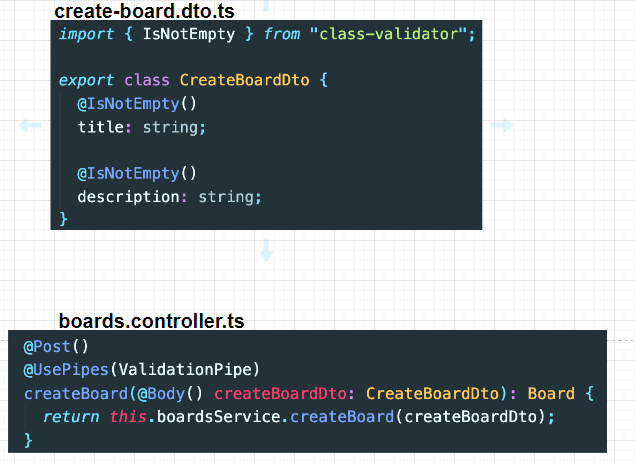 create-board.dto.ts
import { IsNotEmpty } from "class-validator";
export class CreateBoardDto {
@IsNotEmpty()
title: string;
@IsNotEmpty()
description: string;
}
boards.controller.ts
@Post()
@UsePipes(ValidationPipe)
createBoard(@Body() createBoardDto: CreateBoardDto): Board {
return this.boardsService.createBoard(createBoardDto);
}